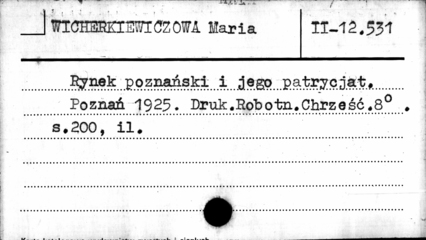 WICHERKIEWICZOWA Maria II-12.531
Rynek poznański i jego patrycjat.
Poznań 1925. Druk.Robotn.Chrześć.8° .
s.200, il.